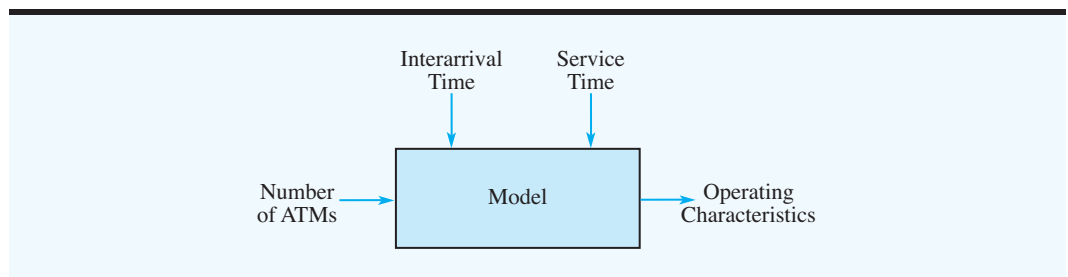 Interarrival
Time
Service
Time
Number
of ATMs
Model
Operating
Characteristics